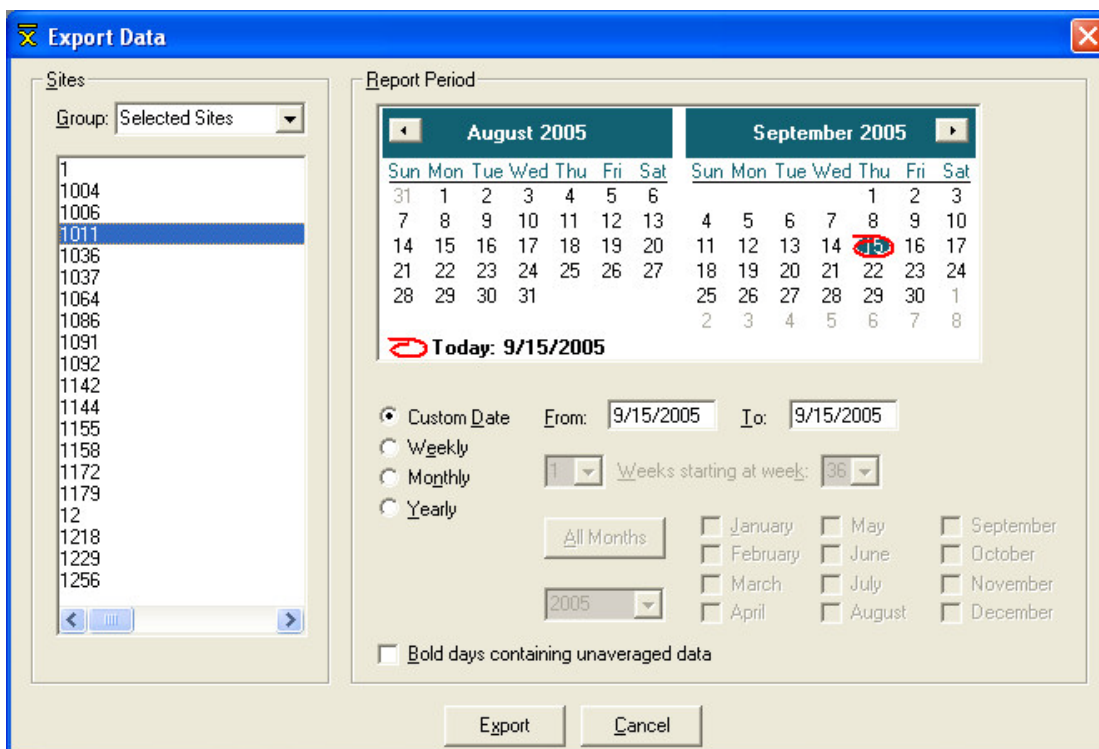 Export Data
Sites
Group: Selected Sites
1
1004
1006
1011
1036
1037
1064
1086
1091
1092
1142
1144
1155
1158
1172
1179
12
1218
1229
1256
Report Period
August 2005
Sun Mon Tue Wed Thu Fri Sat
31 1 2 3 4 5 6
7 8 9 10 11 12 13
14 15 16 17 18 19 20
21 22 23 24 25 26 27
28 29 30 31
September 2005
Sun Mon Tue Wed Thu Fri Sat
1 2 3
4 5 6 7 8 9 10
11 12 13 14 15 16 17
18 19 20 21 22 23 24
25 26 27 28 29 30 1
2 3 4 5 6 7 8
Today: 9/15/2005
Custom Date From: 9/15/2005 To: 9/15/2005
Weekly
Monthly
Yearly
1 Weeks starting at week: 36
All Months
2005
January May September
February June October
March July November
April August December
Bold days containing unaveraged data
Export Cancel